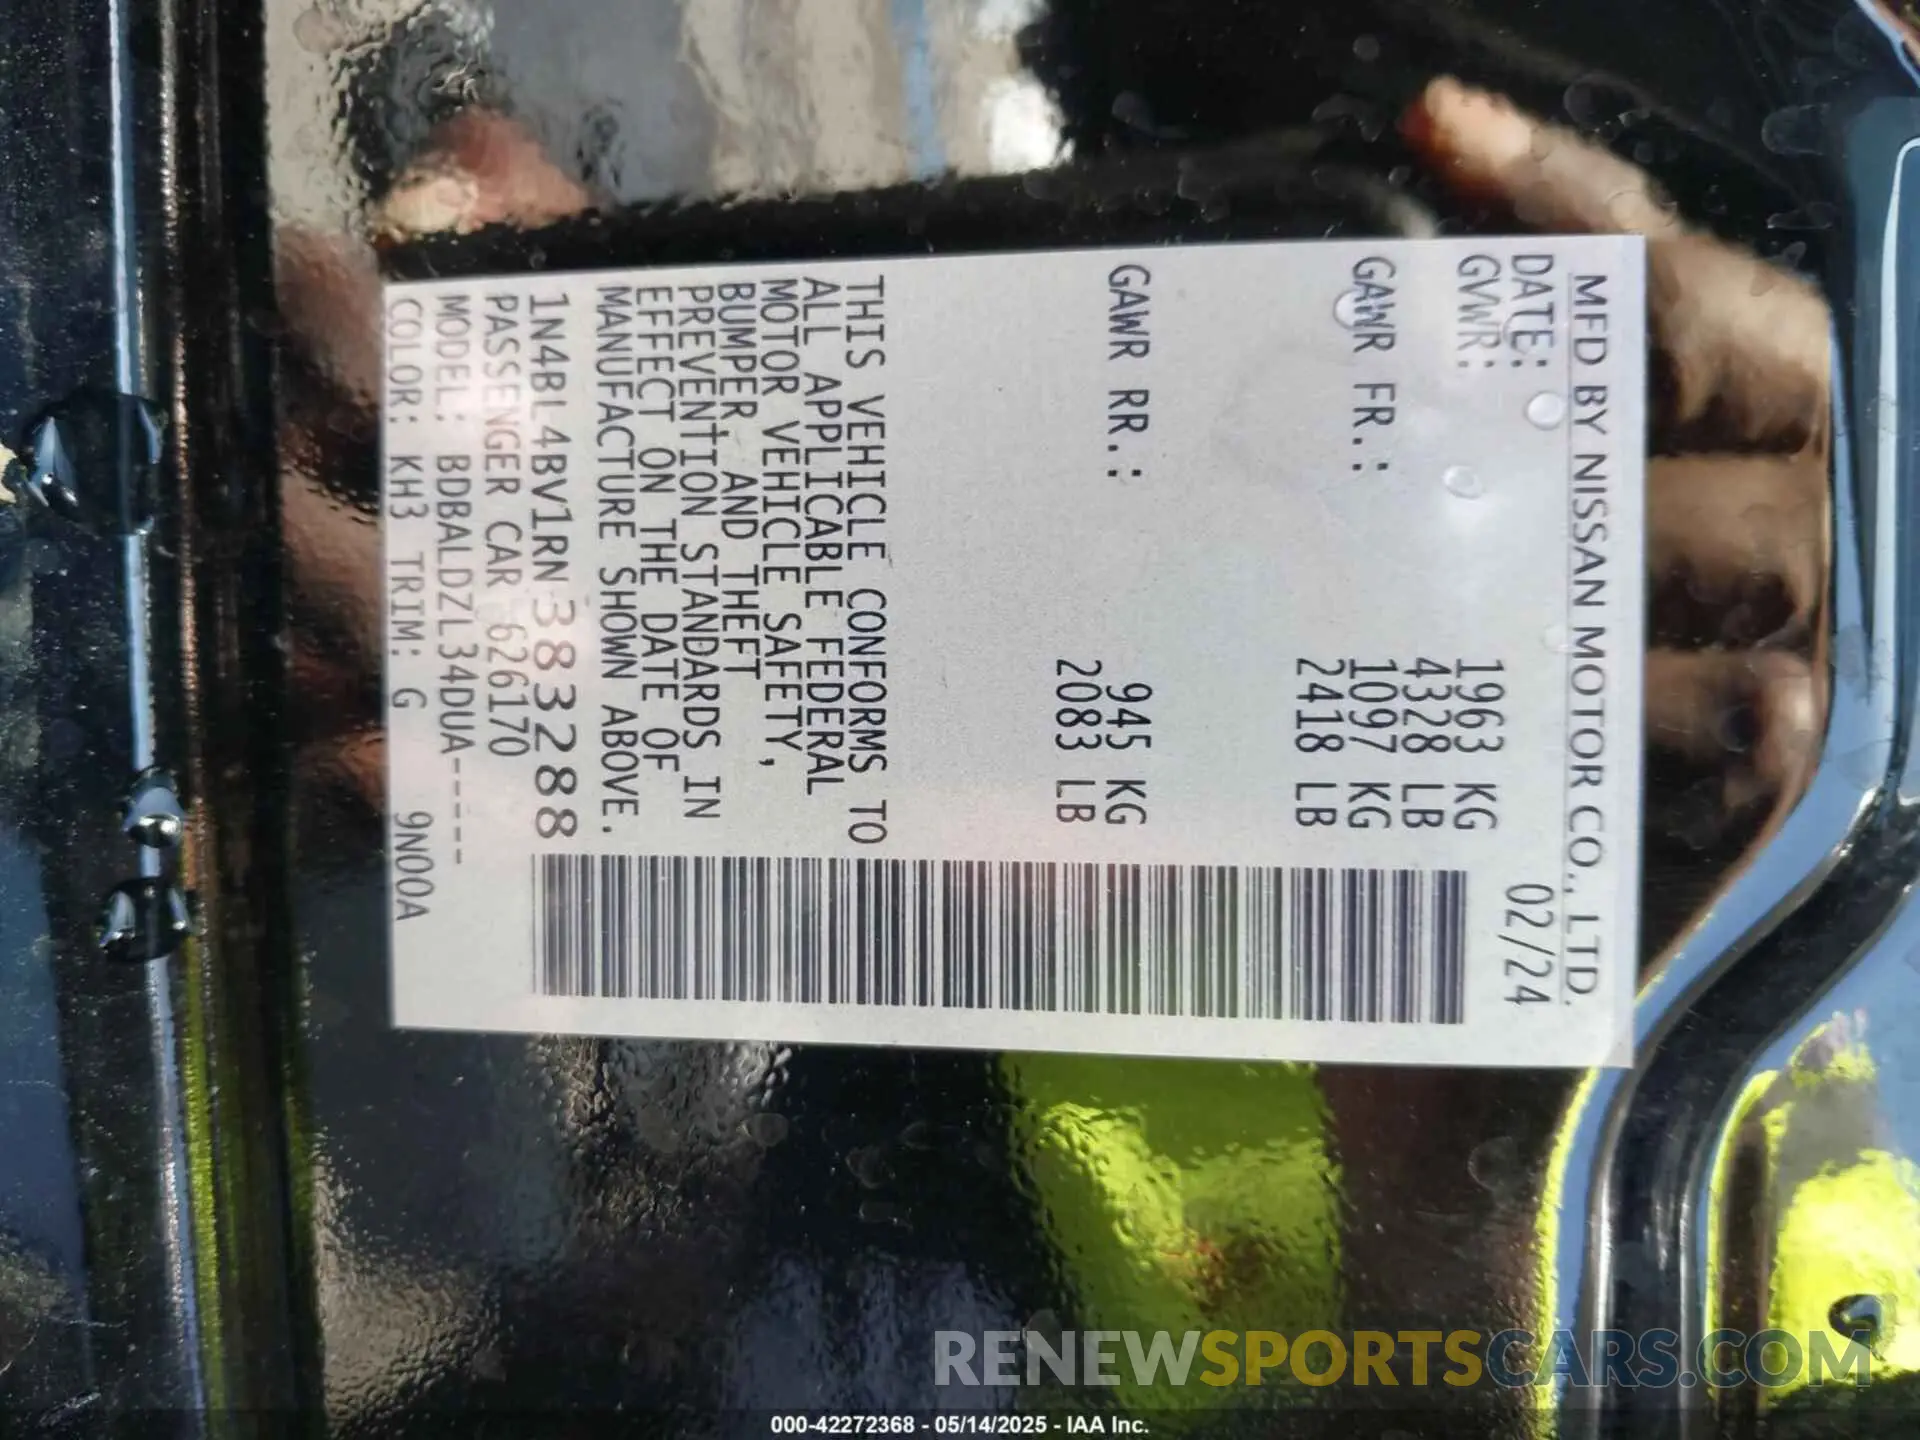 MFD BY NISSAN MOTOR CO., LTD.
DATE: 02/24
GVWR: 1963 KG
4328 LB
GAWR FR.: 1097 KG
2418 LB
GAWR RR.: 945 KG
2083 LB
THIS VEHICLE CONFORMS TO
ALL APPLICABLE FEDERAL
MOTOR VEHICLE SAFETY,
BUMPER, AND THEFT
PREVENTION STANDARDS IN
EFFECT ON THE DATE OF
MANUFACTURE SHOWN ABOVE.
1N4BL4BV1RN383288
PASSENGER CAR 626170
MODEL: BDBALDZL34DUA-----
COLOR: KH3 TRIM: G 9N00A
RENEWSPORTSCARS.COM
000-42272368 - 05/14/2025 - IAA Inc.